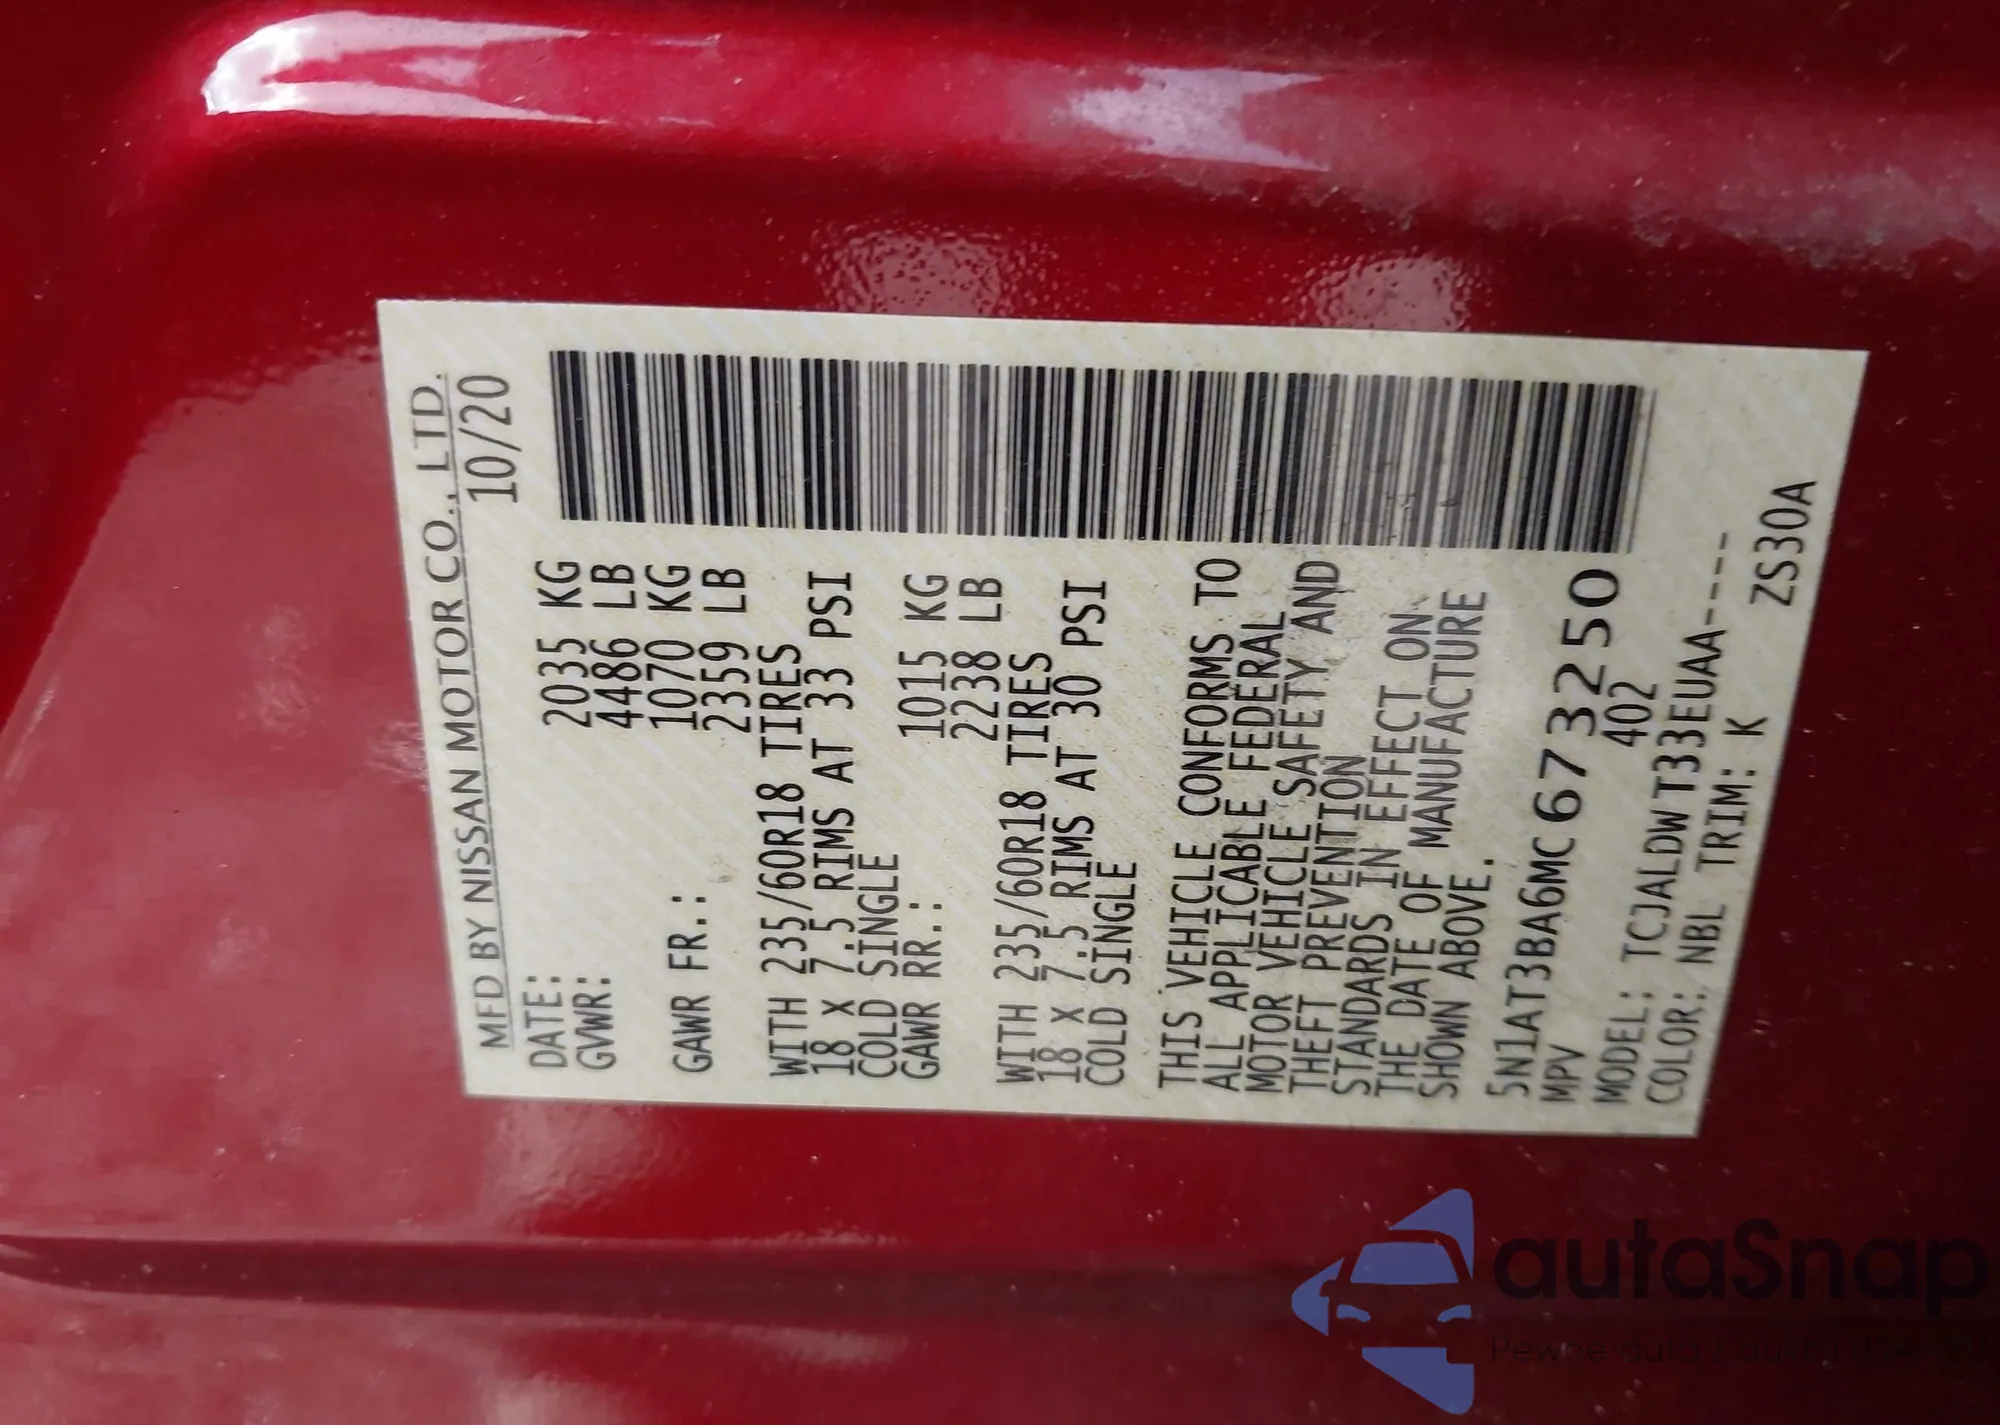 MFD BY NISSAN MOTOR CO., LTD.
DATE: 10/20
GVWR: 2035 KG
4486 LB
GAWR FR.: 1070 KG
2359 LB
WITH 235/60R18 TIRES
18 X 7.5 RIMS AT 33 PSI
COLD SINGLE
GAWR RR.: 1015 KG
2238 LB
WITH 235/60R18 TIRES
18 X 7.5 RIMS AT 30 PSI
COLD SINGLE
THIS VEHICLE CONFORMS TO
ALL APPLICABLE FEDERAL
MOTOR VEHICLE SAFETY AND
THEFT PREVENTION
STANDARDS IN EFFECT ON
THE DATE OF MANUFACTURE
SHOWN ABOVE.
5N1AT3BA6MC673250
MPV 402
MODEL: TCJALDWT33EUAA----
COLOR: NBL TRIM: K
ZS30A
autaSnap
Pewne auto z